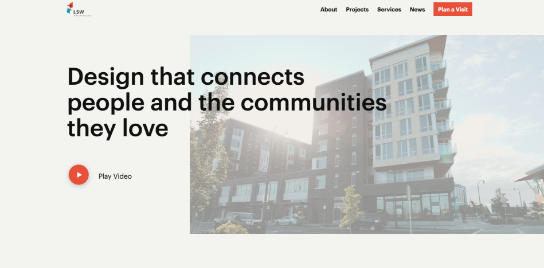 LSW
About Projects Services News Plan a Visit
Design that connects
people and the communities
they love
Play Video